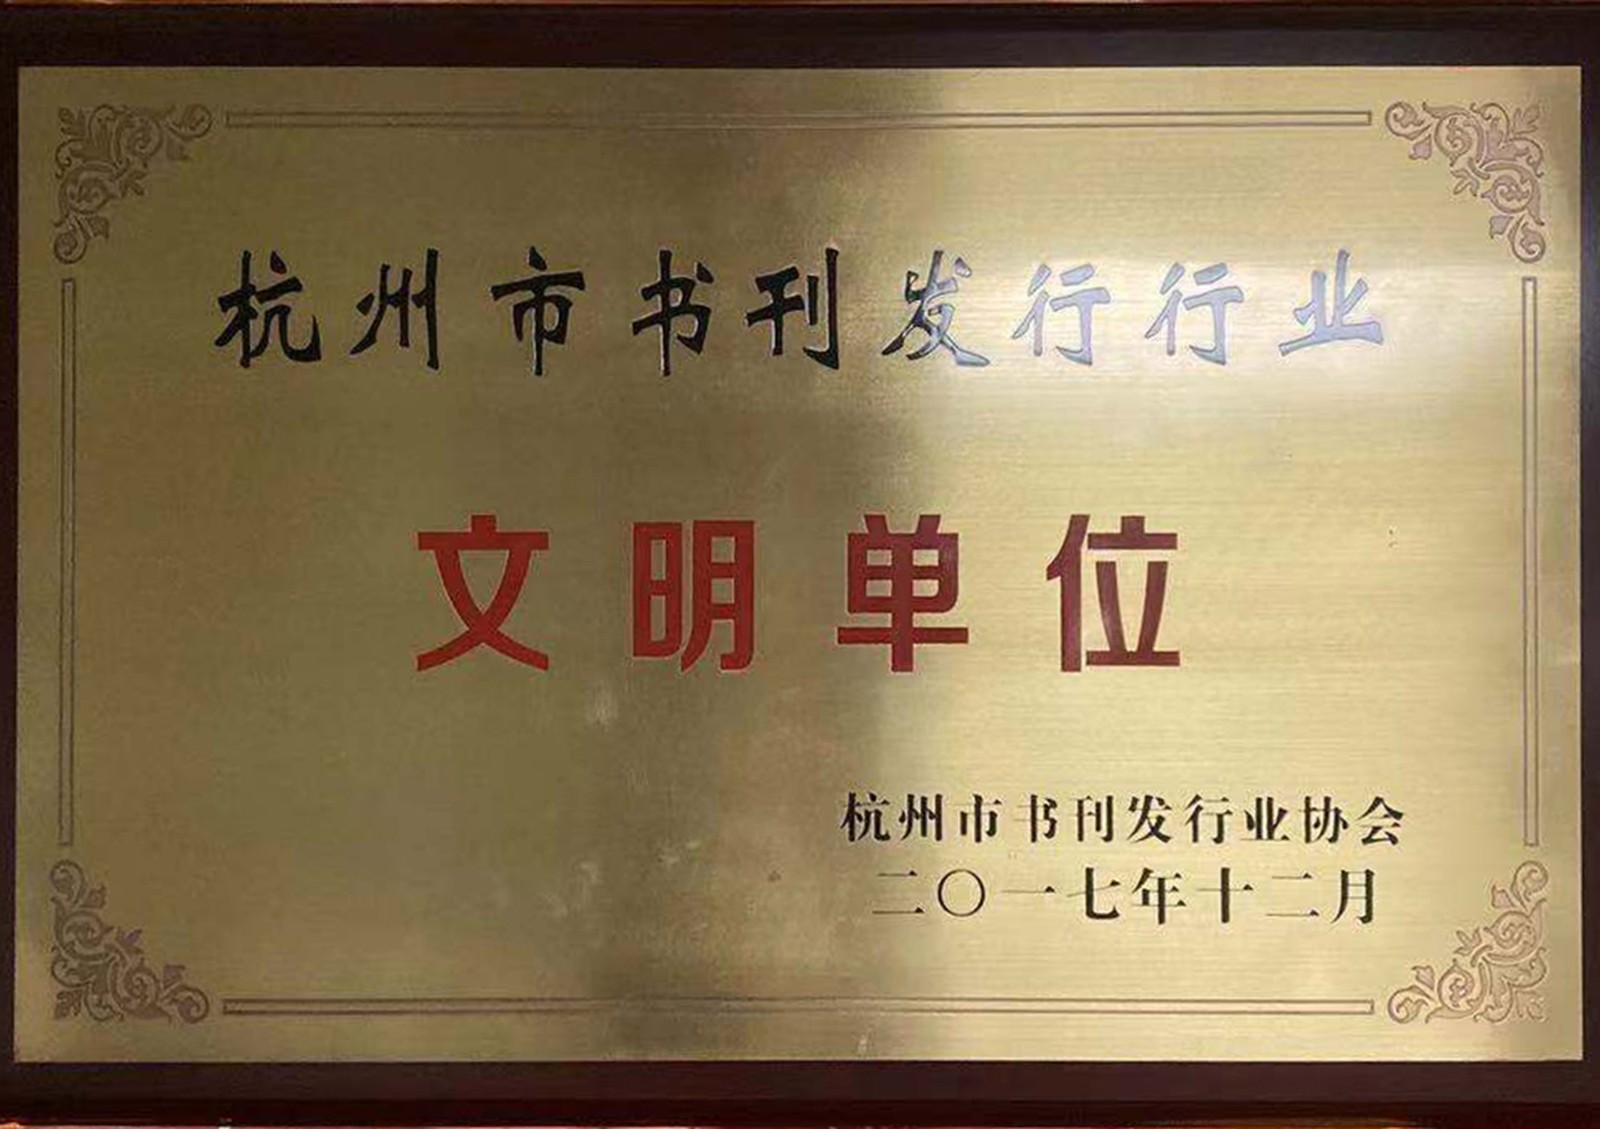 杭州市书刊发行行业
文明单位
杭州市书刊发行业协会
二〇一七年十二月